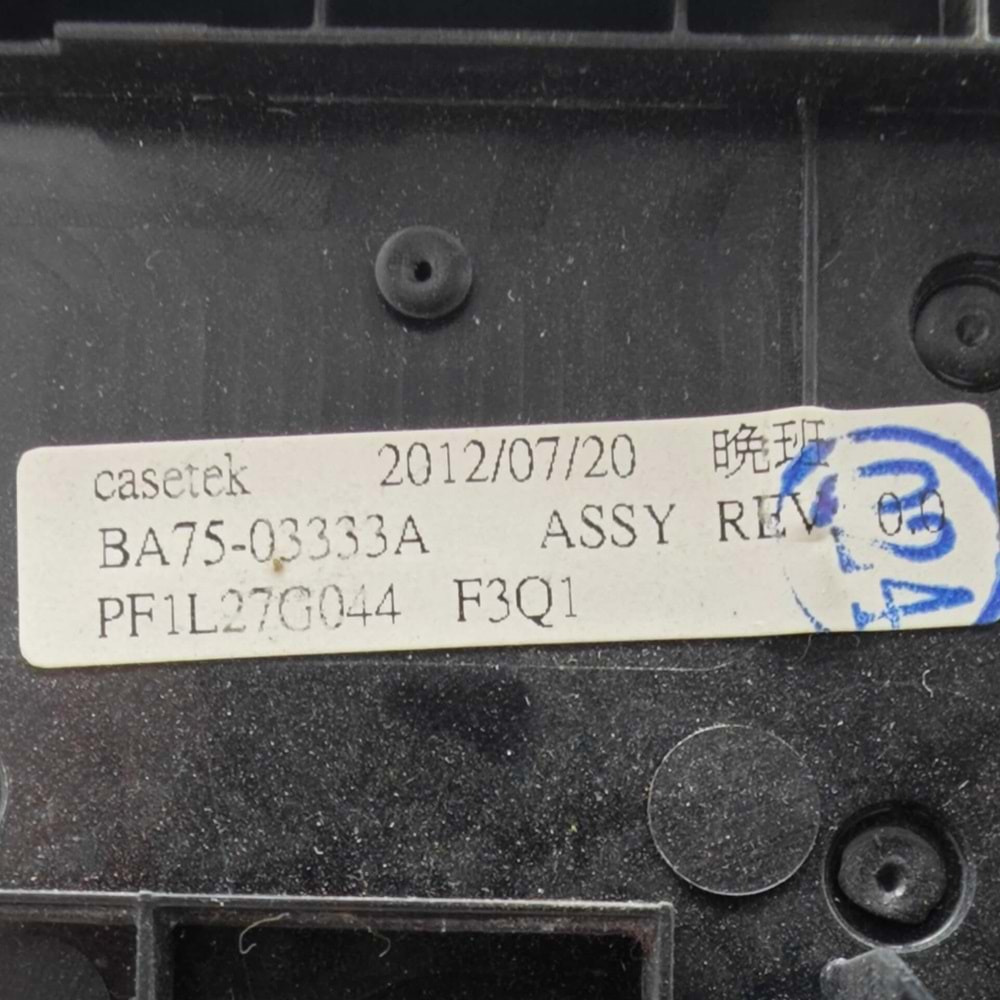 casetek 2012/07/20 晚班
BA75-03333A ASSY REV 0.0
PF1L27G044 F3Q1